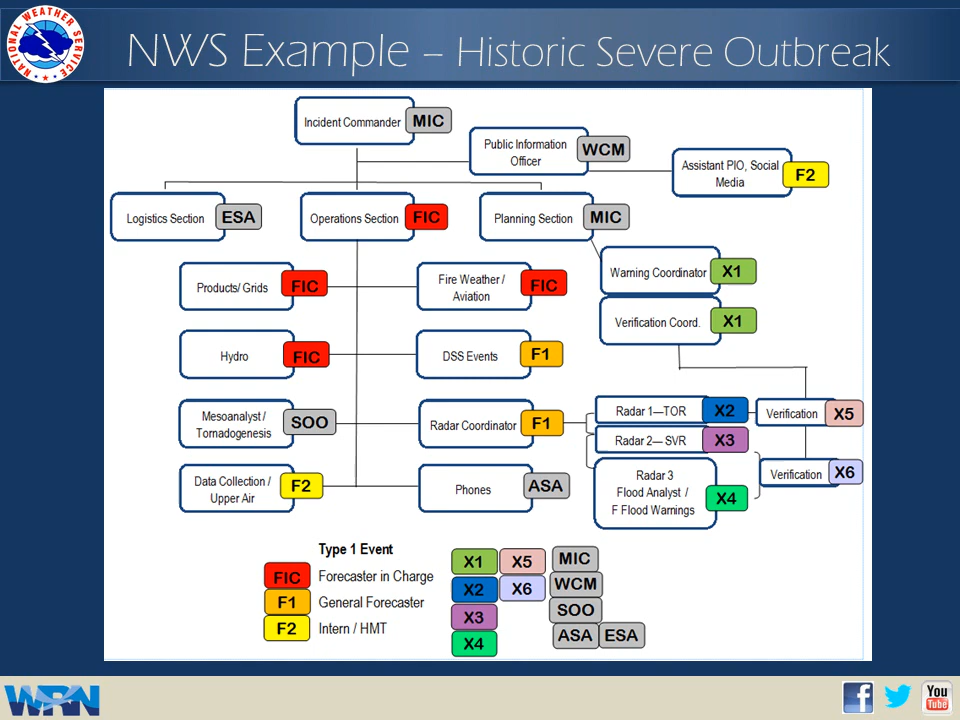 NATIONAL WEATHER SERVICE
NWS Example – Historic Severe Outbreak
Incident Commander MIC
Public Information
Officer
WCM
Assistant PIO, Social
Media
F2
Logistics Section ESA
Operations Section FIC
Planning Section MIC
Warning Coordinator X1
Verification Coord. X1
Products/ Grids FIC
Fire Weather /
Aviation
FIC
Hydro FIC
DSS Events F1
Mesoanalyst /
Tornadogenesis
SOO
Radar Coordinator F1
Radar 1—TOR X2
Verification X5
Radar 2— SVR X3
Data Collection /
Upper Air
F2
Phones ASA
Radar 3
Flood Analyst /
F Flood Warnings
X4
Verification X6
Type 1 Event
FIC Forecaster in Charge
F1 General Forecaster
F2 Intern / HMT
X1 X5 MIC
X2 X6 WCM
X3 SOO
X4 ASA ESA
WRN
f
You
Tube